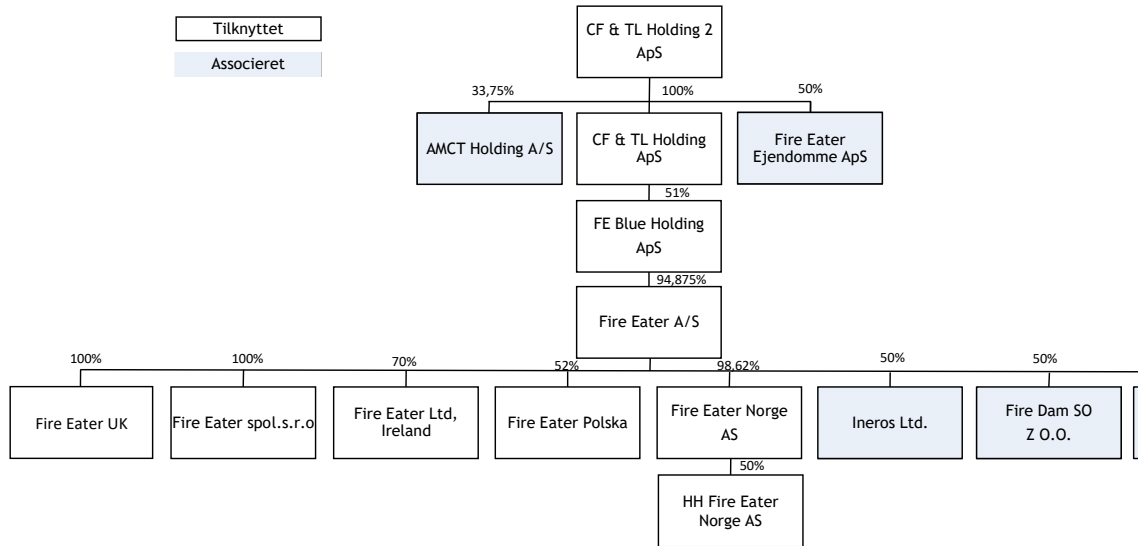 Tilknyttet
Associeret
CF & TL Holding 2
ApS
33,75%
100%
50%
AMCT Holding A/S
CF & TL Holding
ApS
Fire Eater
Ejendomme ApS
51%
FE Blue Holding
ApS
94,875%
Fire Eater A/S
100%
100%
70%
52%
98,62%
50%
50%
Fire Eater UK
Fire Eater spol.s.r.o
Fire Eater Ltd,
Ireland
Fire Eater Polska
Fire Eater Norge
AS
Ineros Ltd.
Fire Dam SO
Z O.O.
50%
HH Fire Eater
Norge AS